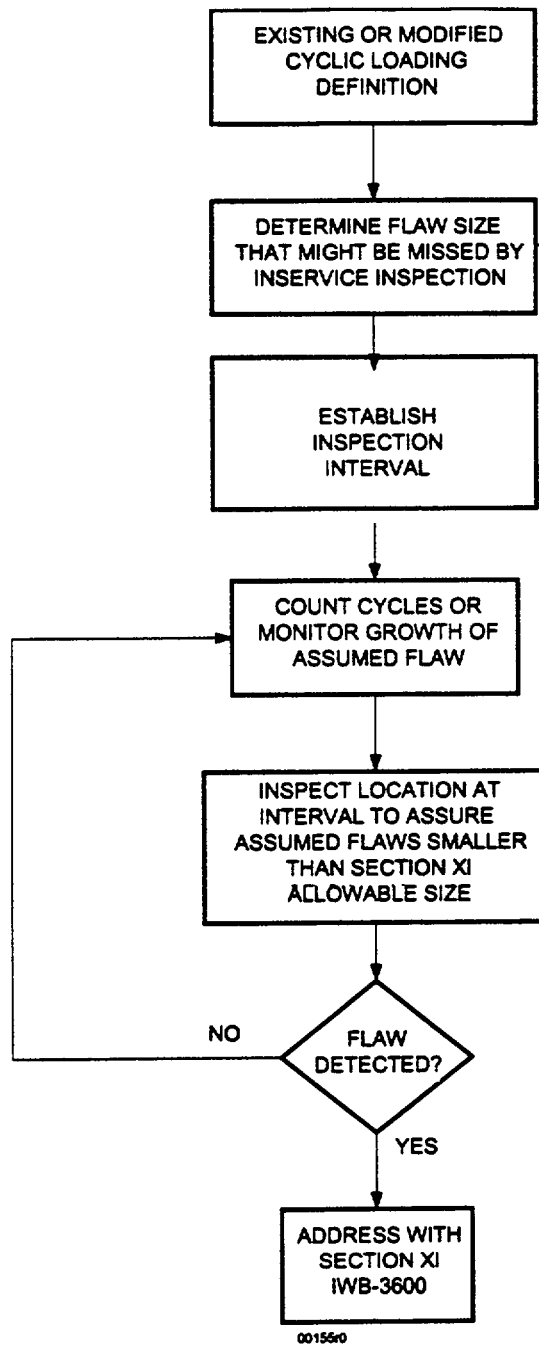 EXISTING OR MODIFIED
CYCLIC LOADING
DEFINITION
DETERMINE FLAW SIZE
THAT MIGHT BE MISSED BY
INSERVICE INSPECTION
ESTABLISH
INSPECTION
INTERVAL
COUNT CYCLES OR
MONITOR GROWTH OF
ASSUMED FLAW
INSPECT LOCATION AT
INTERVAL TO ASSURE
ASSUMED FLAWS SMALLER
THAN SECTION XI
ALLOWABLE SIZE
NO
FLAW
DETECTED?
YES
ADDRESS WITH
SECTION XI
IWB-3600
00155r0